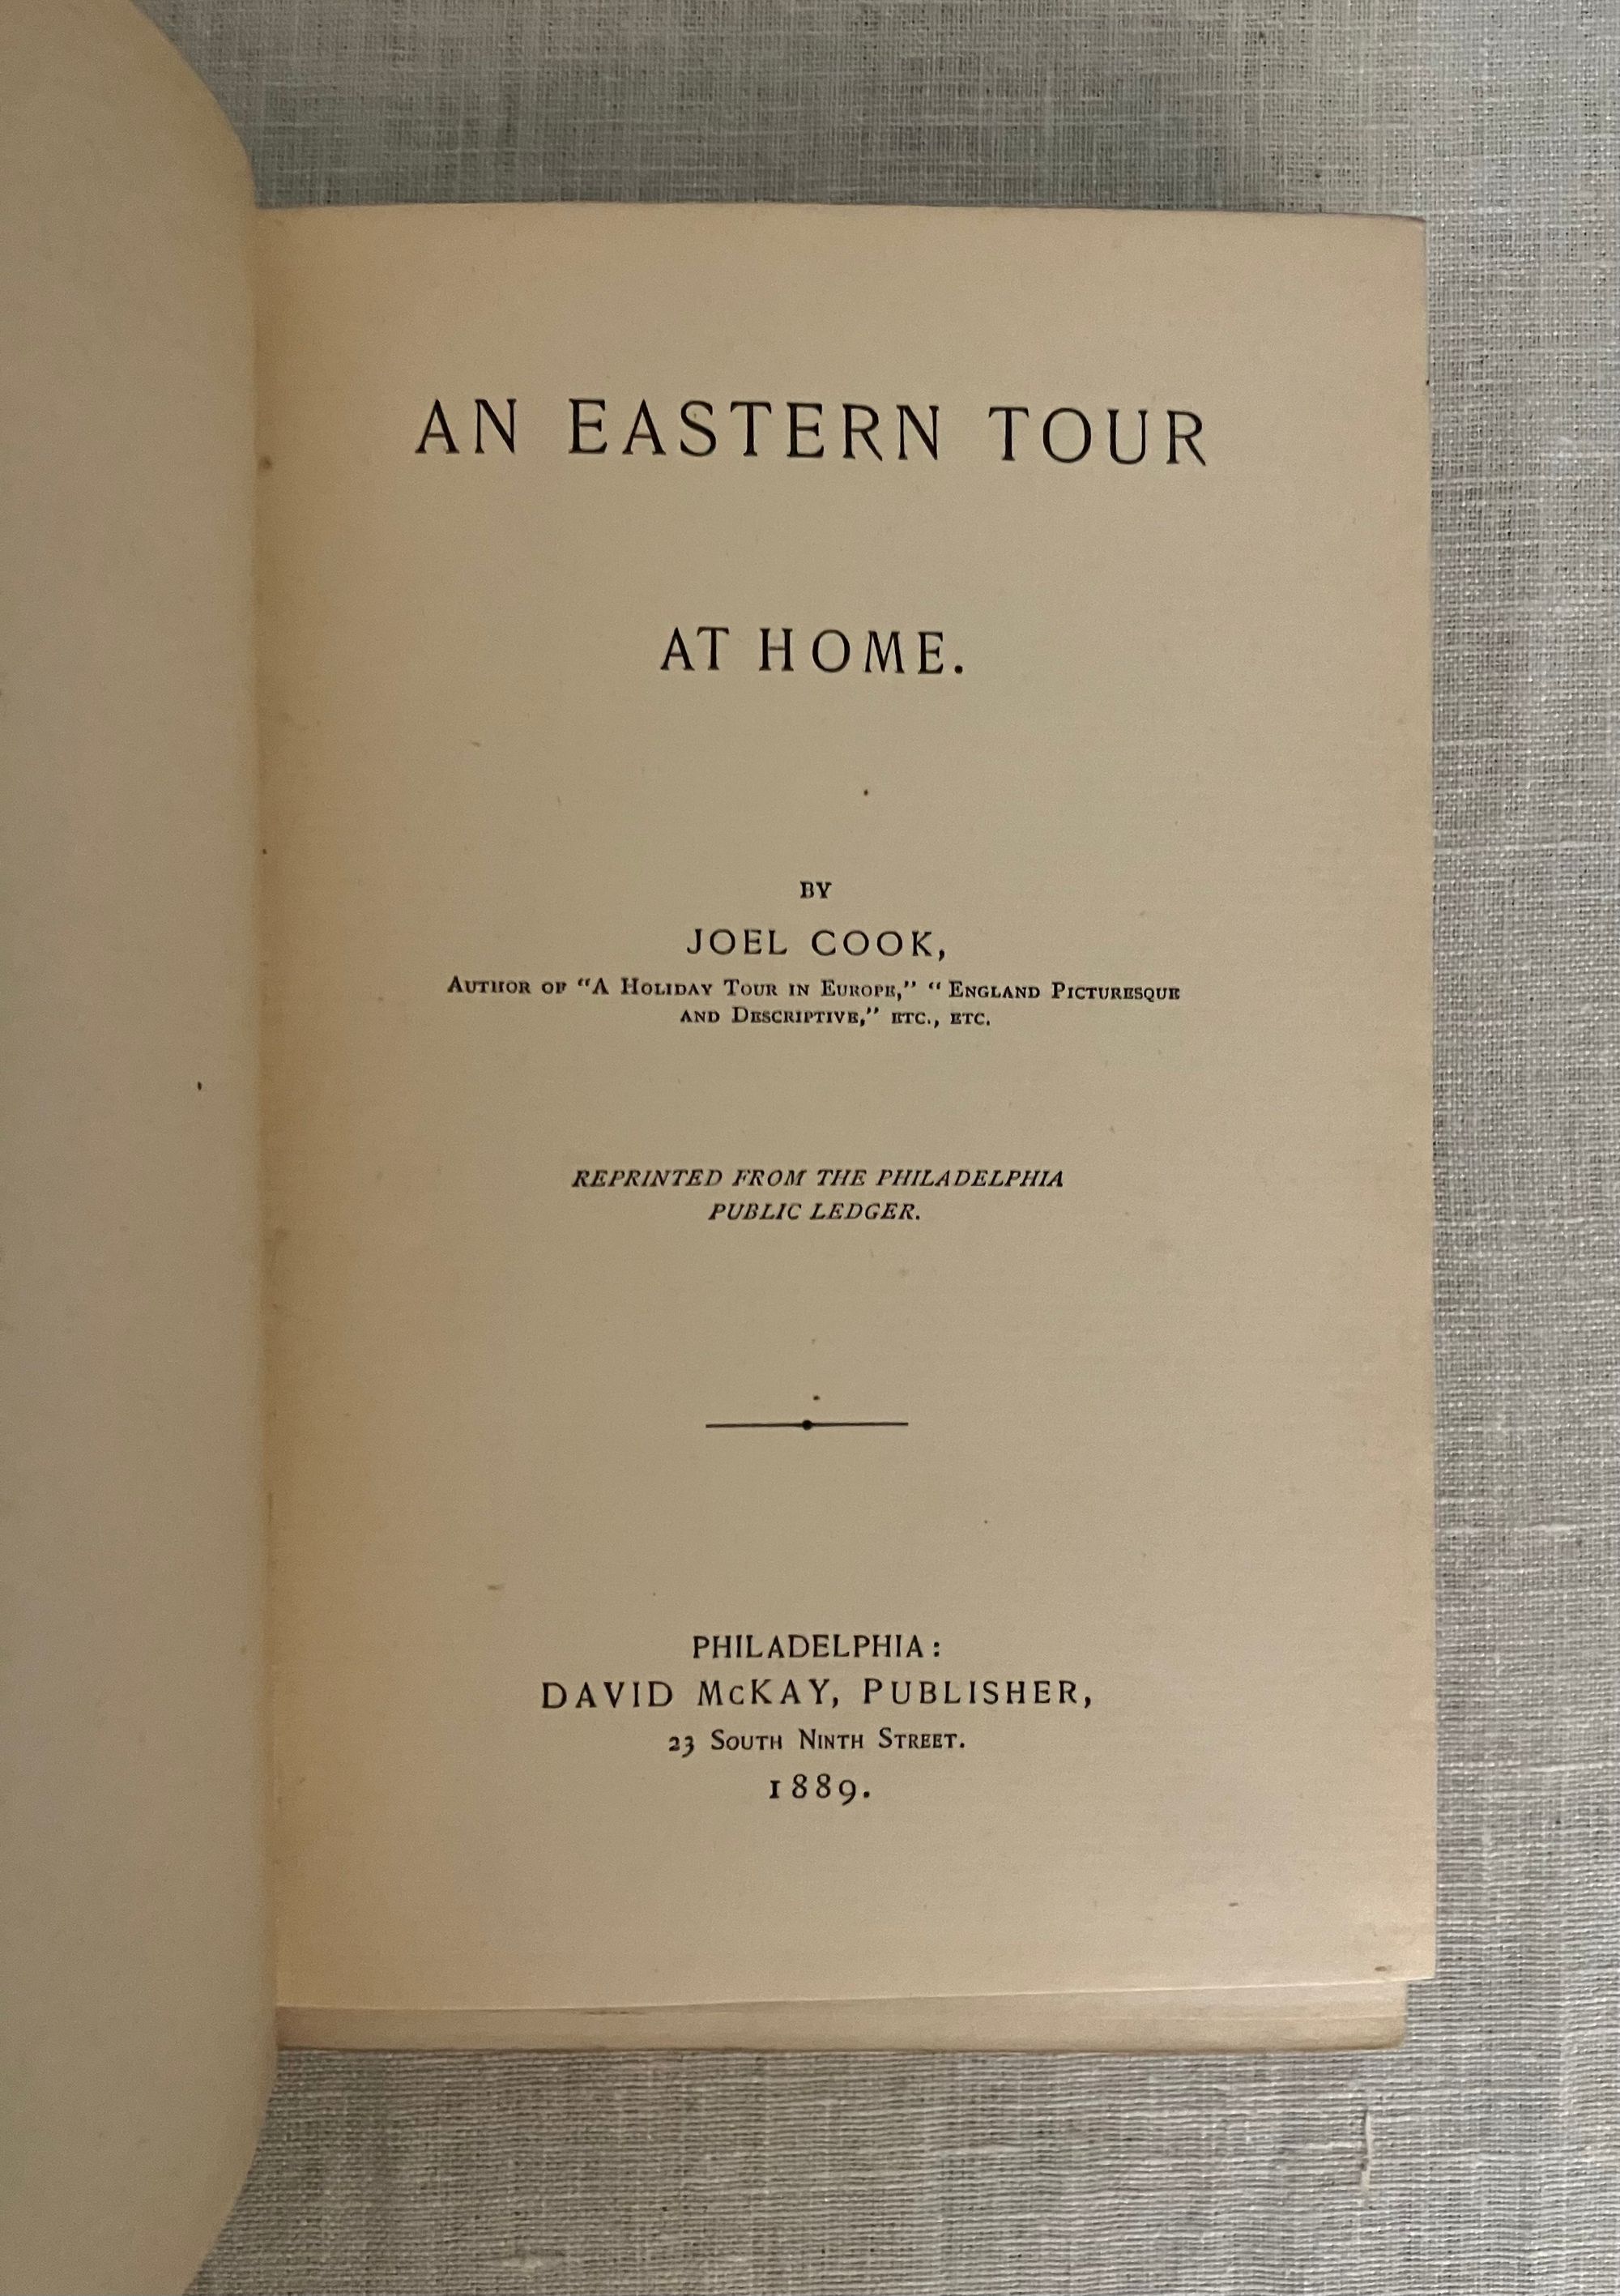 AN EASTERN TOUR
AT HOME.
BY
JOEL COOK,
AUTHOR OF "A HOLIDAY TOUR IN EUROPE," "ENGLAND PICTURESQUE
AND DESCRIPTIVE," ETC., ETC.
REPRINTED FROM THE PHILADELPHIA
PUBLIC LEDGER.
PHILADELPHIA:
DAVID McKAY, PUBLISHER,
23 SOUTH NINTH STREET.
1889.